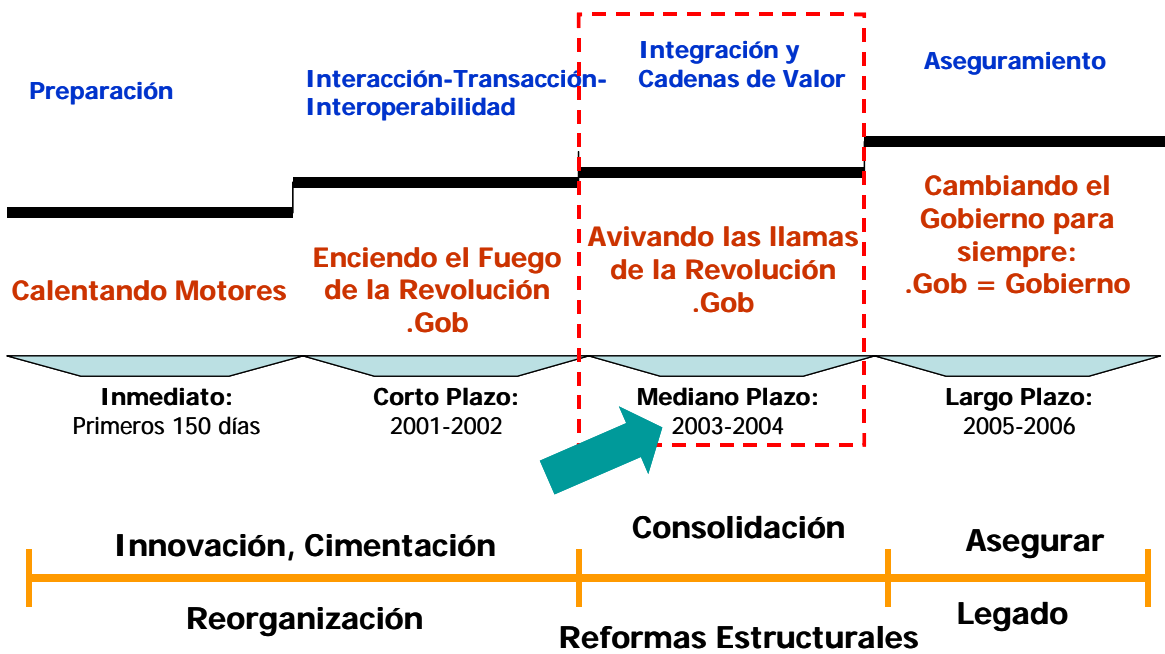 Preparación
Interacción-Transacción-
Interoperabilidad
Integración y
Cadenas de Valor
Aseguramiento
Calentando Motores
Enciendo el Fuego
de la Revolución
.Gob
Avivando las llamas
de la Revolución
.Gob
Cambiando el
Gobierno para
siempre:
.Gob = Gobierno
Inmediato:
Primeros 150 días
Corto Plazo:
2001-2002
Mediano Plazo:
2003-2004
Largo Plazo:
2005-2006
Innovación, Cimentación
Consolidación
Asegurar
Reorganización
Reformas Estructurales
Legado